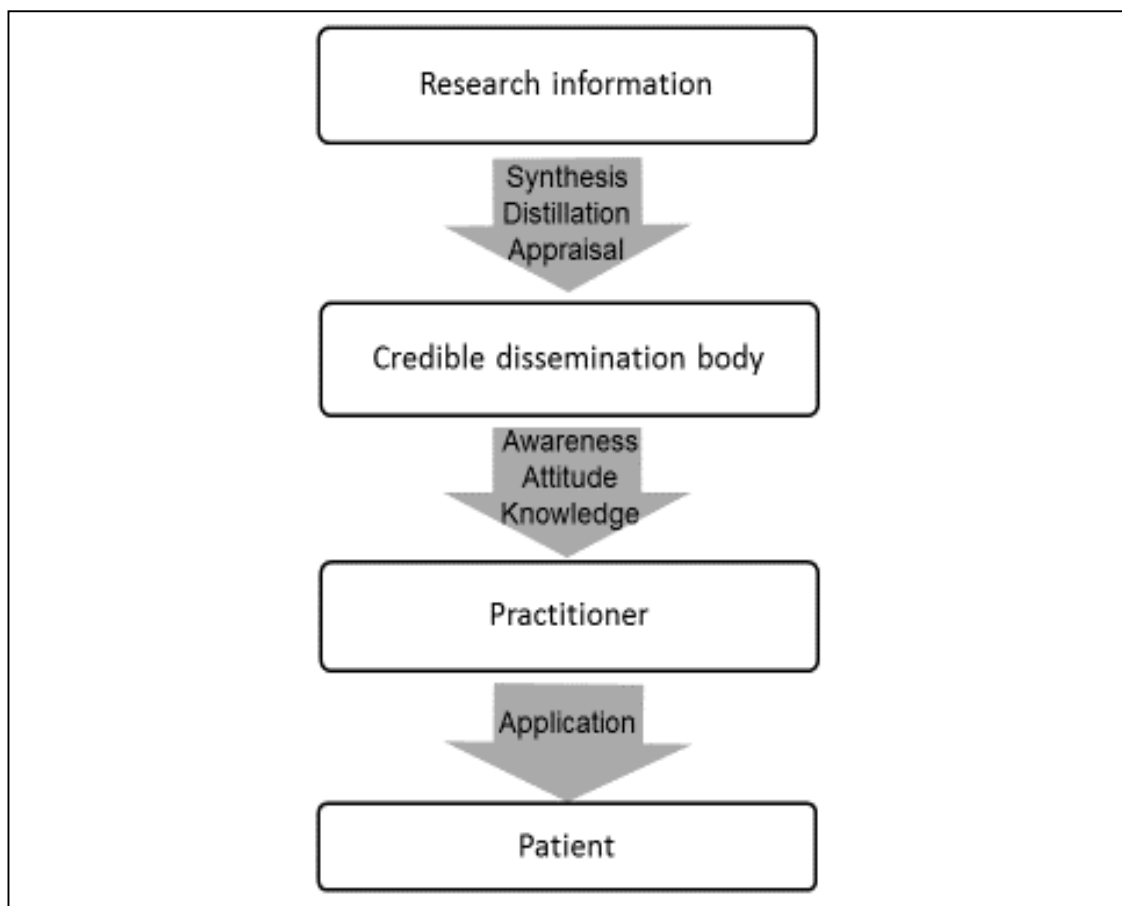 Research information
Synthesis
Distillation
Appraisal
Credible dissemination body
Awareness
Attitude
Knowledge
Practitioner
Application
Patient